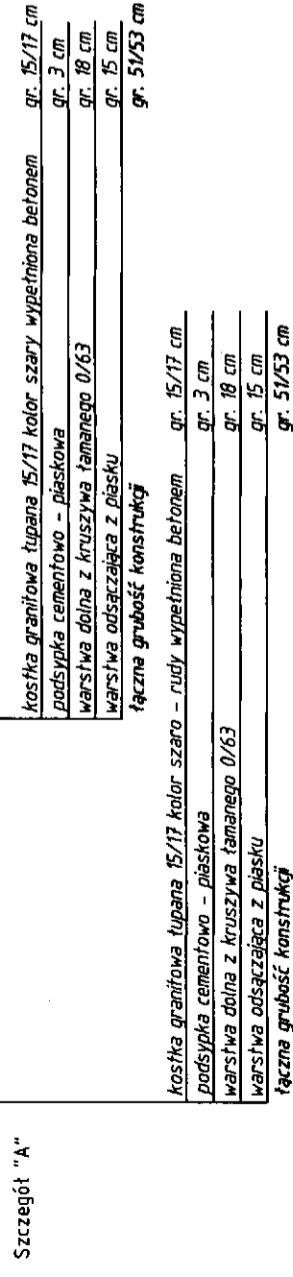 Szczegół "A"
kostka granitowa łupana 15/17 kolor szary wypełniona betonem gr. 15/17 cm
podsypka cementowo - piaskowa gr. 3 cm
warstwa dolna z kruszywa łamanego 0/63 gr. 18 cm
warstwa odsączająca z piasku gr. 15 cm
łączna grubość konstrukcji gr. 51/53 cm
kostka granitowa łupana 15/17 kolor szaro - rudy wypełniona betonem gr. 15/17 cm
podsypka cementowo - piaskowa gr. 3 cm
warstwa dolna z kruszywa łamanego 0/63 gr. 18 cm
warstwa odsączająca z piasku gr. 15 cm
łączna grubość konstrukcji gr. 51/53 cm